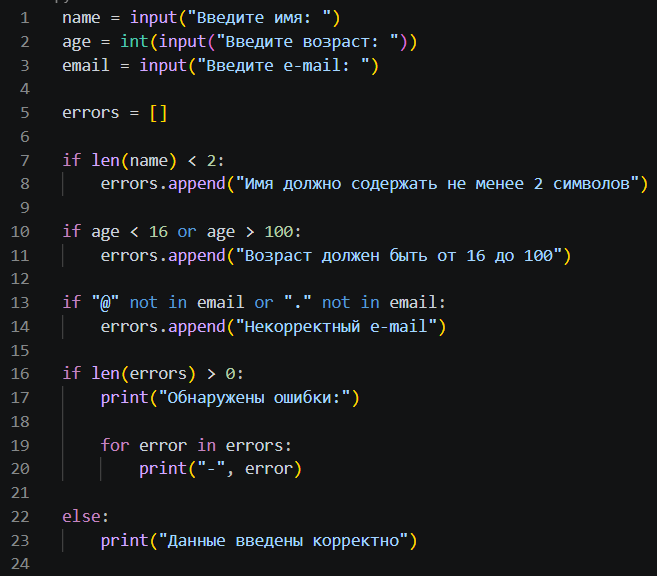 1 name = input("Введите имя: ")
2 age = int(input("Введите возраст: "))
3 email = input("Введите e-mail: ")
4
5 errors = []
6
7 if len(name) < 2:
8     errors.append("Имя должно содержать не менее 2 символов")
9
10 if age < 16 or age > 100:
11     errors.append("Возраст должен быть от 16 до 100")
12
13 if "@" not in email or "." not in email:
14     errors.append("Некорректный e-mail")
15
16 if len(errors) > 0:
17     print("Обнаружены ошибки:")
18
19     for error in errors:
20         print("-", error)
21
22 else:
23     print("Данные введены корректно")
24